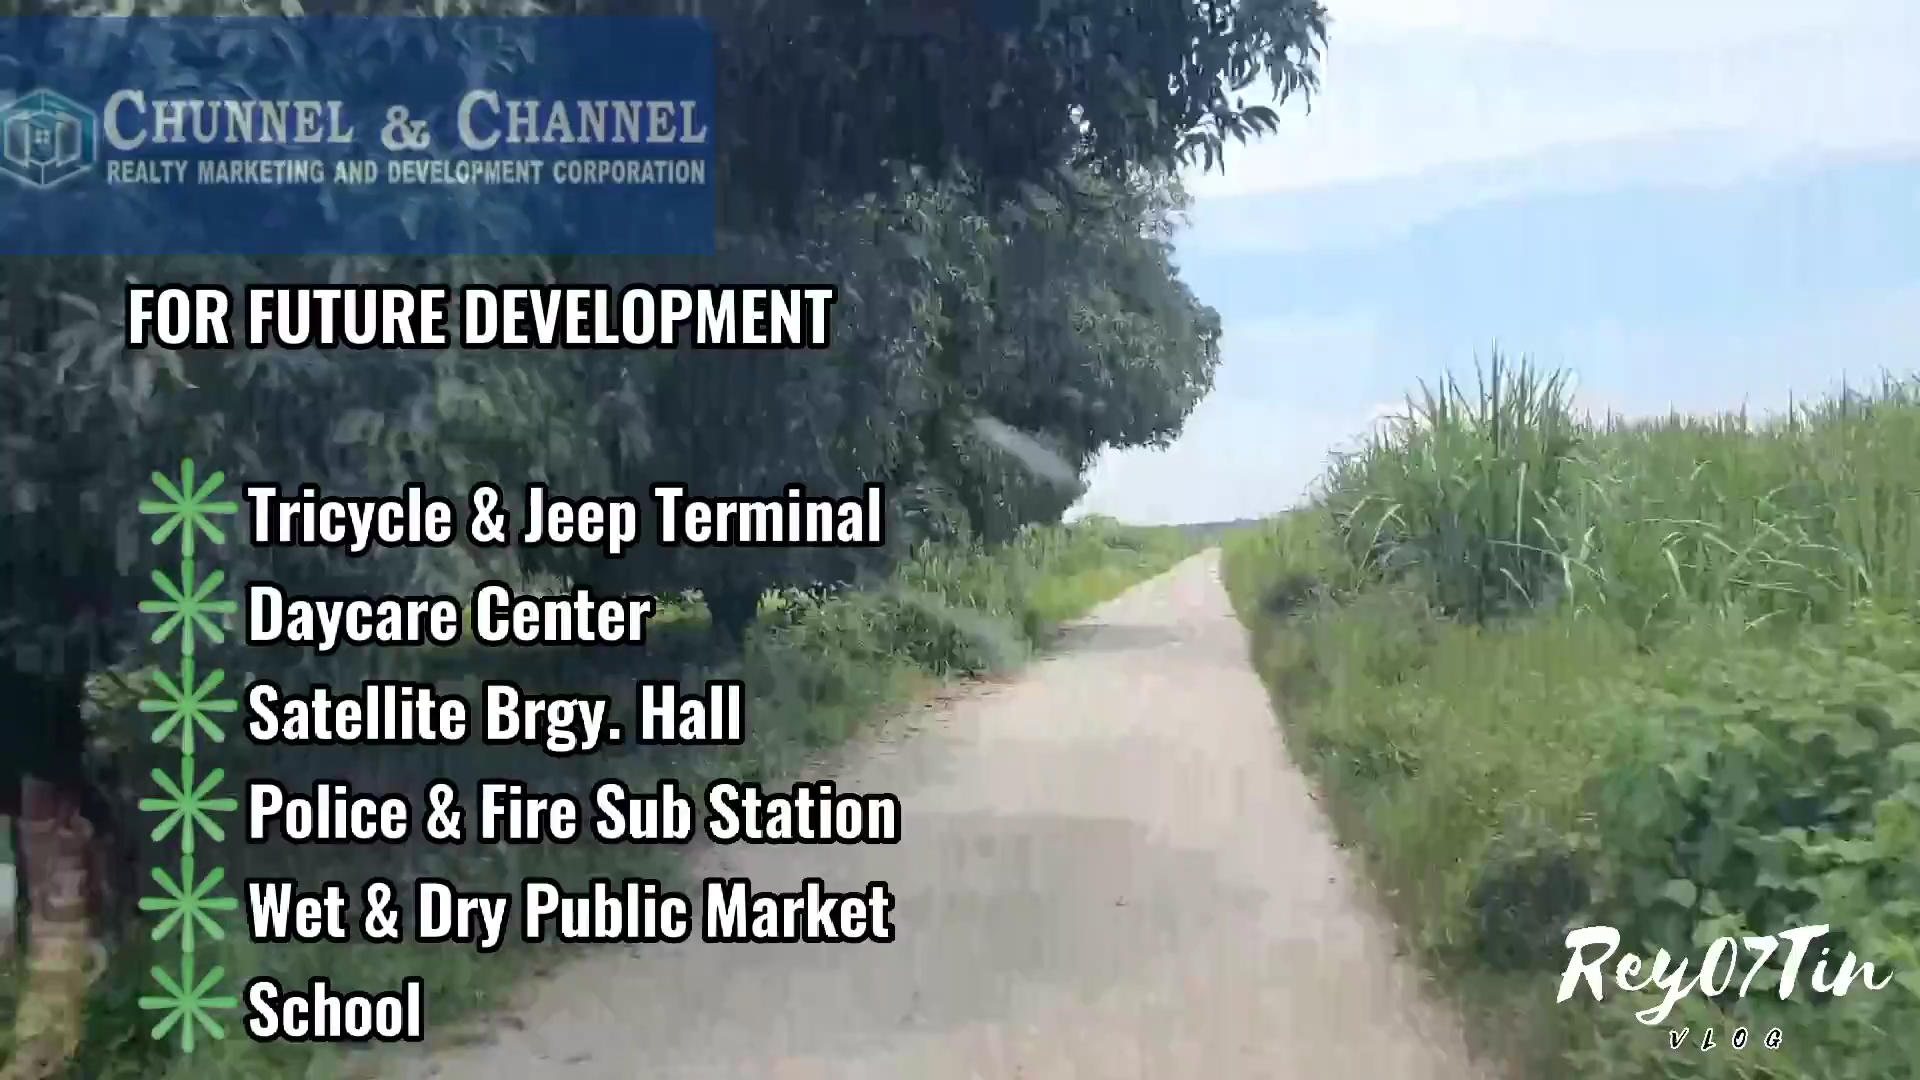 CHUNNEL & CHANNEL
REALTY MARKETING AND DEVELOPMENT CORPORATION
FOR FUTURE DEVELOPMENT
Tricycle & Jeep Terminal
Daycare Center
Satellite Brgy. Hall
Police & Fire Sub Station
Wet & Dry Public Market
School
Rey07Tin
VLOG